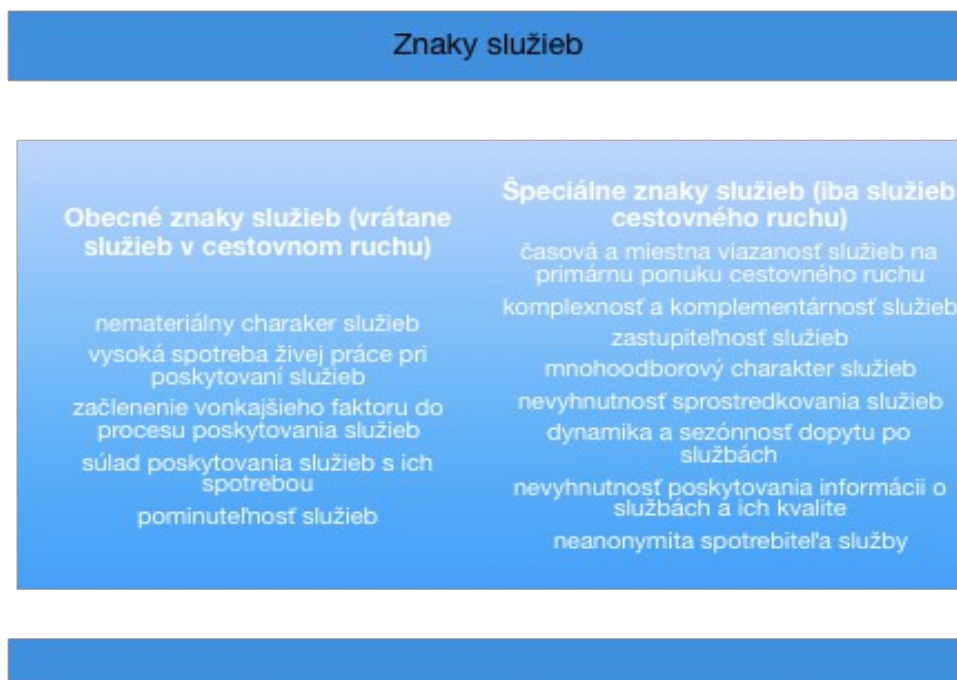 Znaky služieb
Obecné znaky služieb (vrátane
služieb v cestovnom ruchu)
nemateriálny charaker služieb
vysoká spotreba živej práce pri
poskytovaní služieb
začlenenie vonkajšieho faktoru do
procesu poskytovania služieb
súlad poskytovania služieb s ich
spotrebou
pominuteľnosť služieb
Špeciálne znaky služieb (iba služieb
cestovného ruchu)
časová a miestna viazanosť služieb na
primárnu ponuku cestovného ruchu
komplexnosť a komplementárnosť služieb
zastupiteľnosť služieb
mnohoodborový charakter služieb
nevyhnutnosť sprostredkovania služieb
dynamika a sezónnosť dopytu po
službách
nevyhnutnosť poskytovania informácii o
službách a ich kvalite
neanonymita spotrebiteľa služby